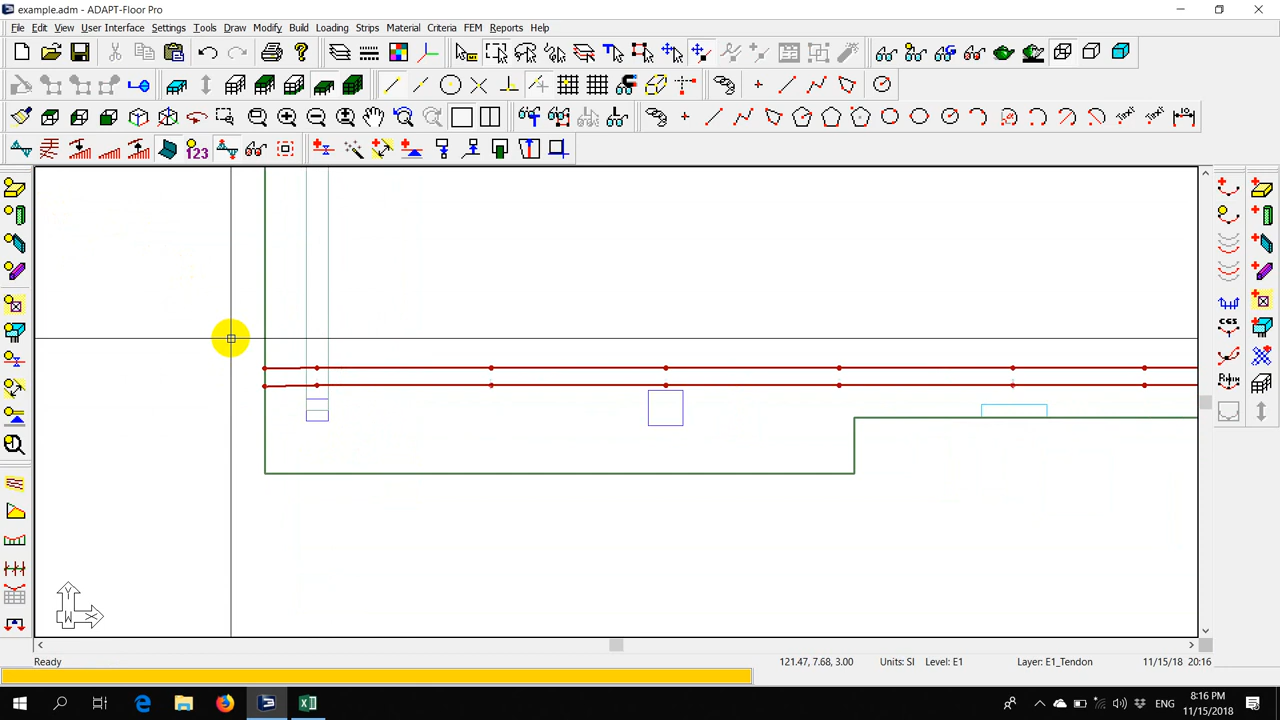 example.adm - ADAPT-Floor Pro
File Edit View User Interface Settings Tools Draw Modify Build Loading Strips Material Criteria FEM Reports Help
123
CGS
W X Y
Ready 121.47, 7.68, 3.00 Units: SI Level: E1 Layer: E1_Tendon 11/15/18 20:16
ENG 8:16 PM
11/15/2018